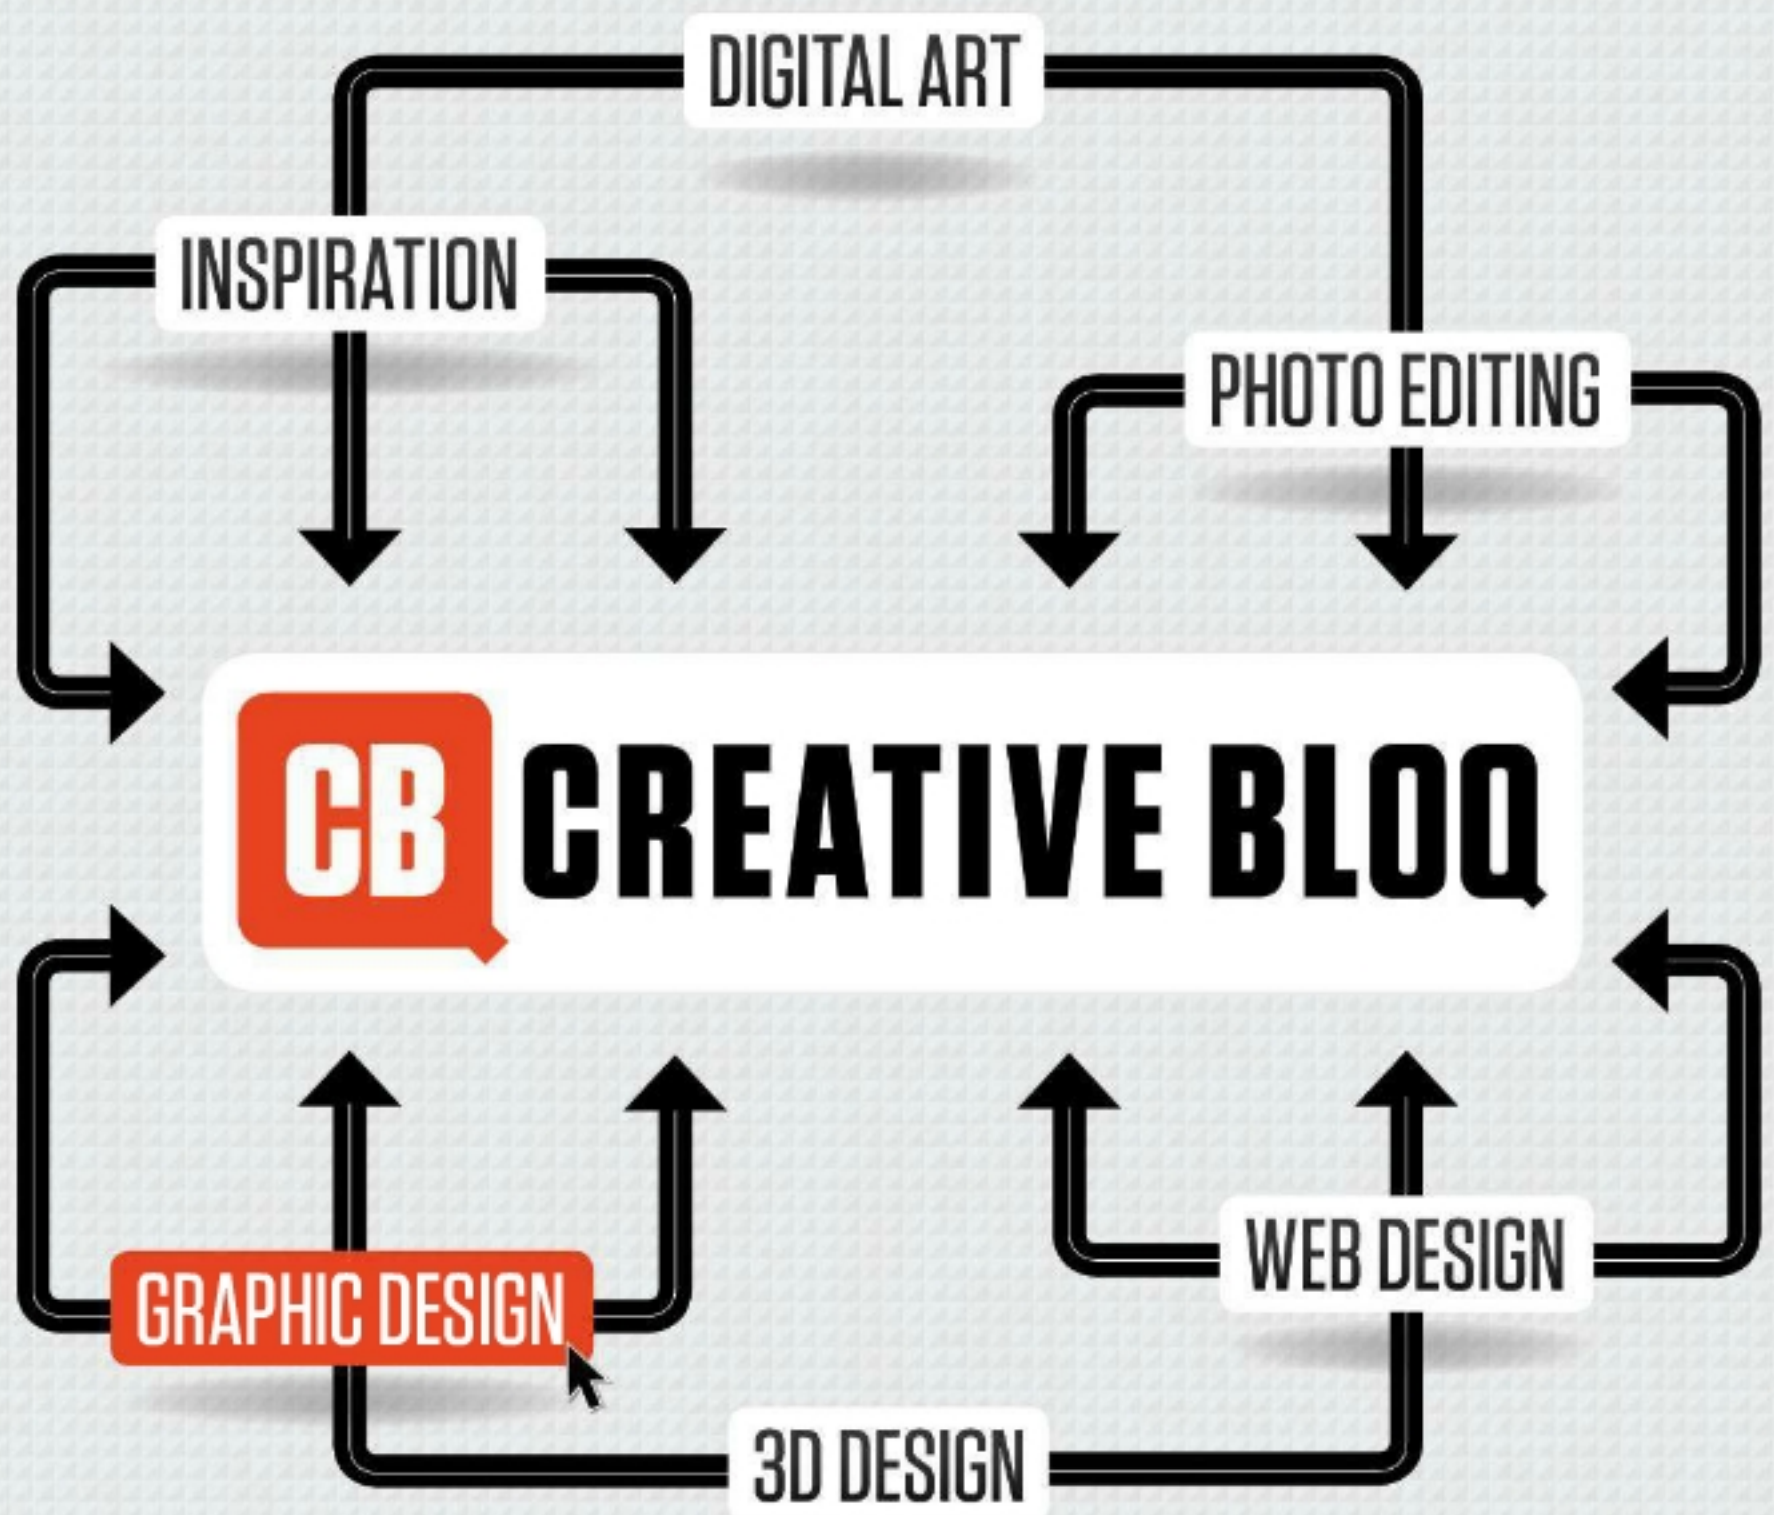 DIGITAL ART
INSPIRATION
PHOTO EDITING
CB CREATIVE BLOQ
WEB DESIGN
GRAPHIC DESIGN
3D DESIGN